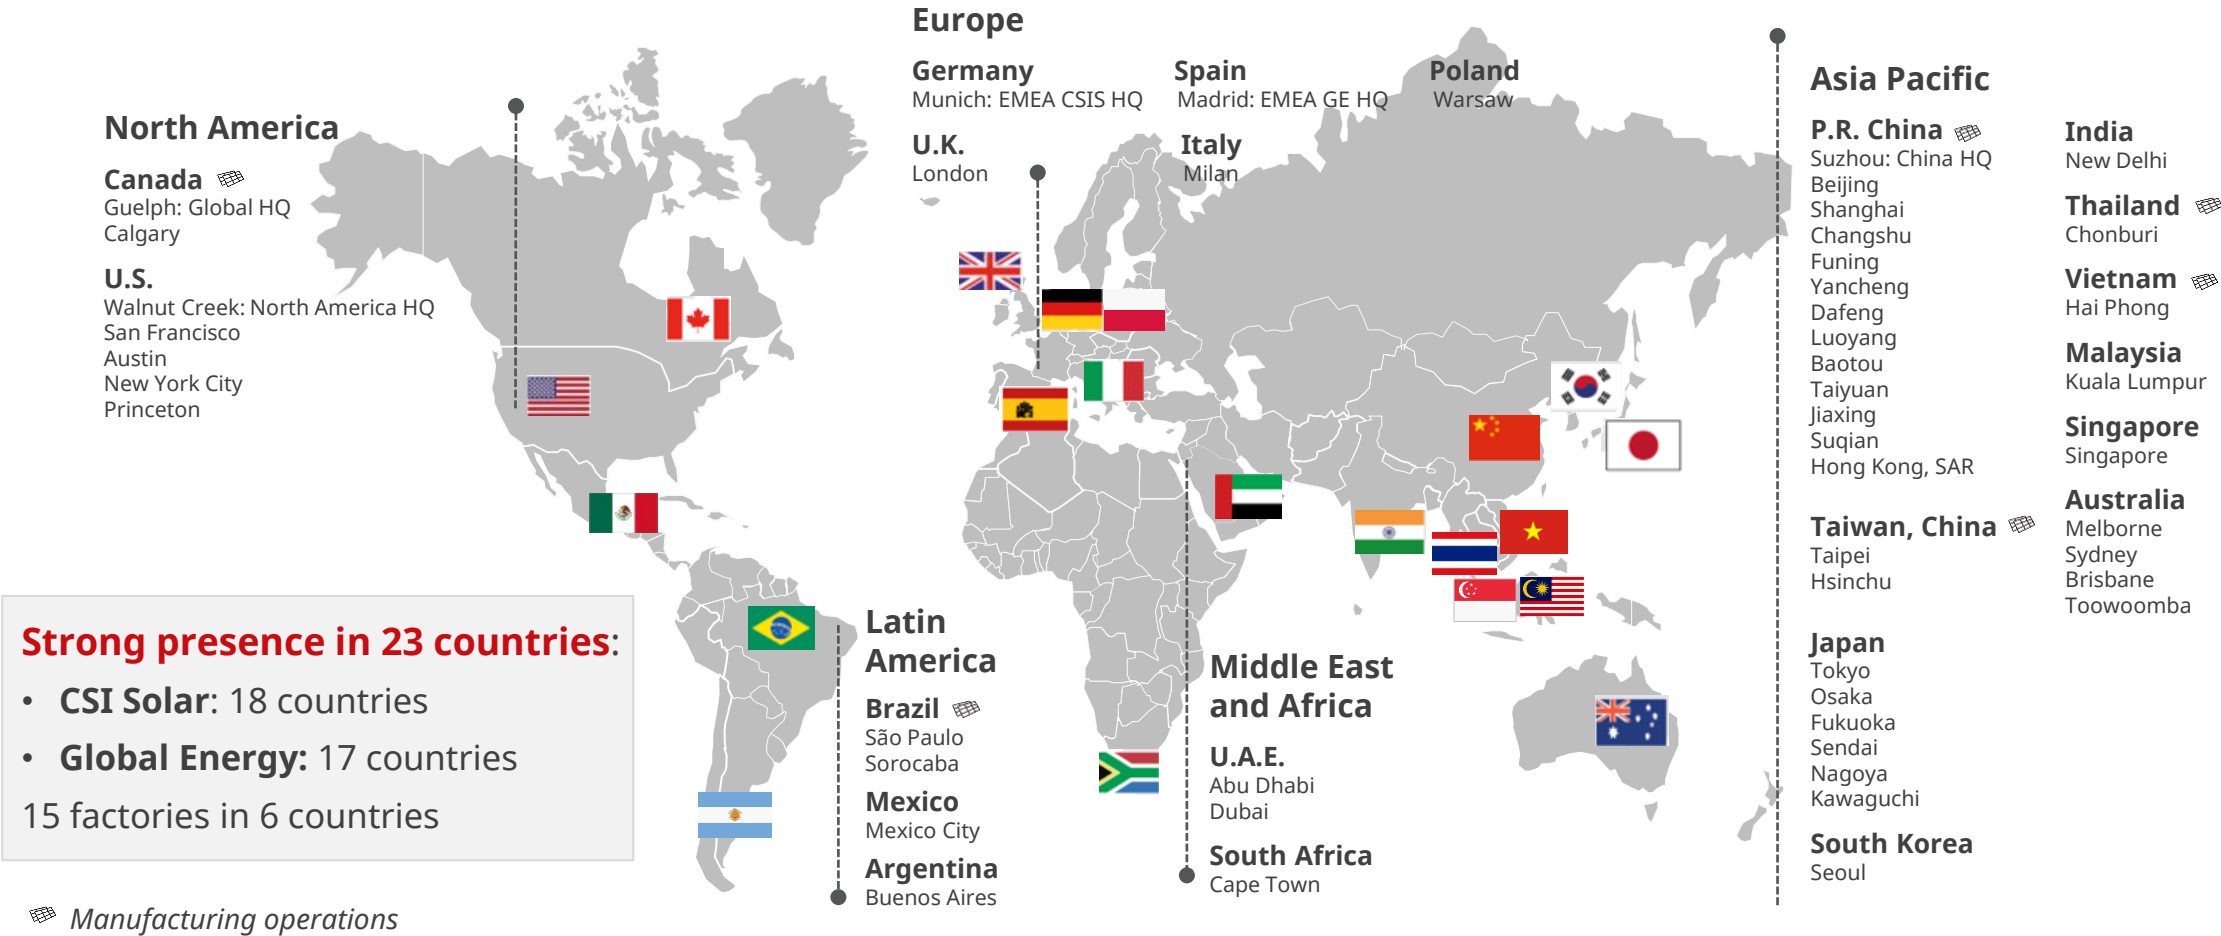 North America
Canada
Guelph: Global HQ
Calgary
U.S.
Walnut Creek: North America HQ
San Francisco
Austin
New York City
Princeton
Europe
Germany
Munich: EMEA CSIS HQ
Spain
Madrid: EMEA GE HQ
Poland
Warsaw
U.K.
London
Italy
Milan
Asia Pacific
P.R. China
Suzhou: China HQ
Beijing
Shanghai
Changshu
Funing
Yancheng
Dafeng
Luoyang
Baotou
Taiyuan
Jiaxing
Suqian
Hong Kong, SAR
Taiwan, China
Taipei
Hsinchu
Japan
Tokyo
Osaka
Fukuoka
Sendai
Nagoya
Kawaguchi
South Korea
Seoul
India
New Delhi
Thailand
Chonburi
Vietnam
Hai Phong
Malaysia
Kuala Lumpur
Singapore
Singapore
Australia
Melborne
Sydney
Brisbane
Toowoomba
Latin
America
Brazil
São Paulo
Sorocaba
Mexico
Mexico City
Argentina
Buenos Aires
Middle East
and Africa
U.A.E.
Abu Dhabi
Dubai
South Africa
Cape Town
Strong presence in 23 countries:
• CSI Solar: 18 countries
• Global Energy: 17 countries
15 factories in 6 countries
Manufacturing operations